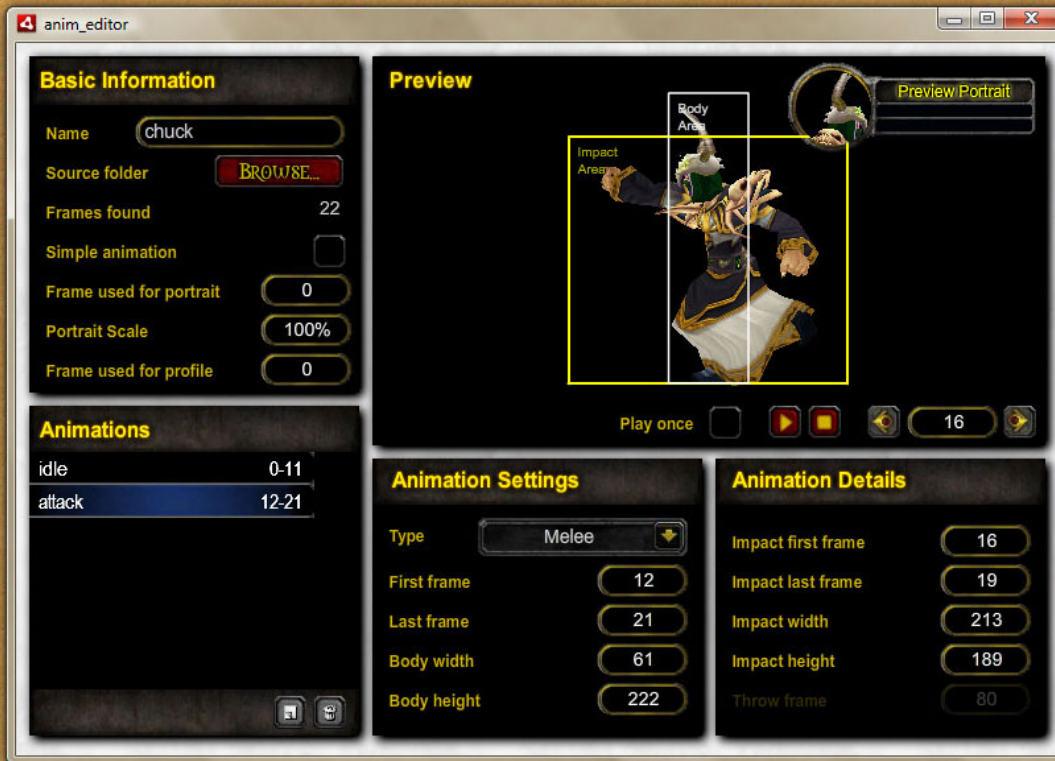 anim_editor
Basic Information
Name chuck
Source folder BROWSE...
Frames found 22
Simple animation
Frame used for portrait 0
Portrait Scale 100%
Frame used for profile 0
Preview
Preview Portrait
Body
Area
Impact
Area
Play once 16
Animations
idle 0-11
attack 12-21
Animation Settings
Type Melee
First frame 12
Last frame 21
Body width 61
Body height 222
Animation Details
Impact first frame 16
Impact last frame 19
Impact width 213
Impact height 189
Throw frame 80